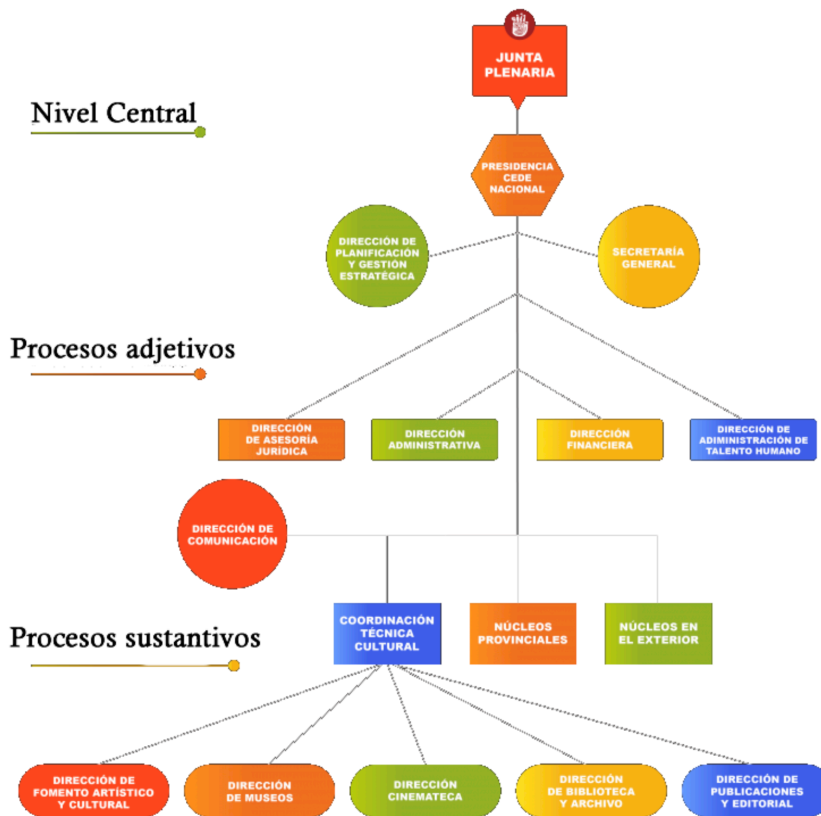 JUNTA
PLENARIA
Nivel Central
PRESIDENCIA
CEDE
NACIONAL
DIRECCIÓN DE
PLANIFICACIÓN
Y GESTIÓN
ESTRATÉGICA
SECRETARÍA
GENERAL
Procesos adjetivos
DIRECCIÓN
DE ASESORÍA
JURÍDICA
DIRECCIÓN
ADMINISTRATIVA
DIRECCIÓN
FINANCIERA
DIRECCIÓN DE
ADIMINISTRACIÓN DE
TALENTO HUMANO
DIRECCIÓN DE
COMUNICACIÓN
Procesos sustantivos
COORDINACIÓN
TÉCNICA
CULTURAL
NÚCLEOS
PROVINCIALES
NÚCLEOS EN
EL EXTERIOR
DIRECCIÓN DE
FOMENTO ARTÍSTICO
Y CULTURAL
DIRECCIÓN
DE MUSEOS
DIRECCIÓN
CINEMATECA
DIRECCIÓN
DE BIBLIOTECA
Y ARCHIVO
DIRECCIÓN DE
PUBLICACIONES
Y EDITORIAL